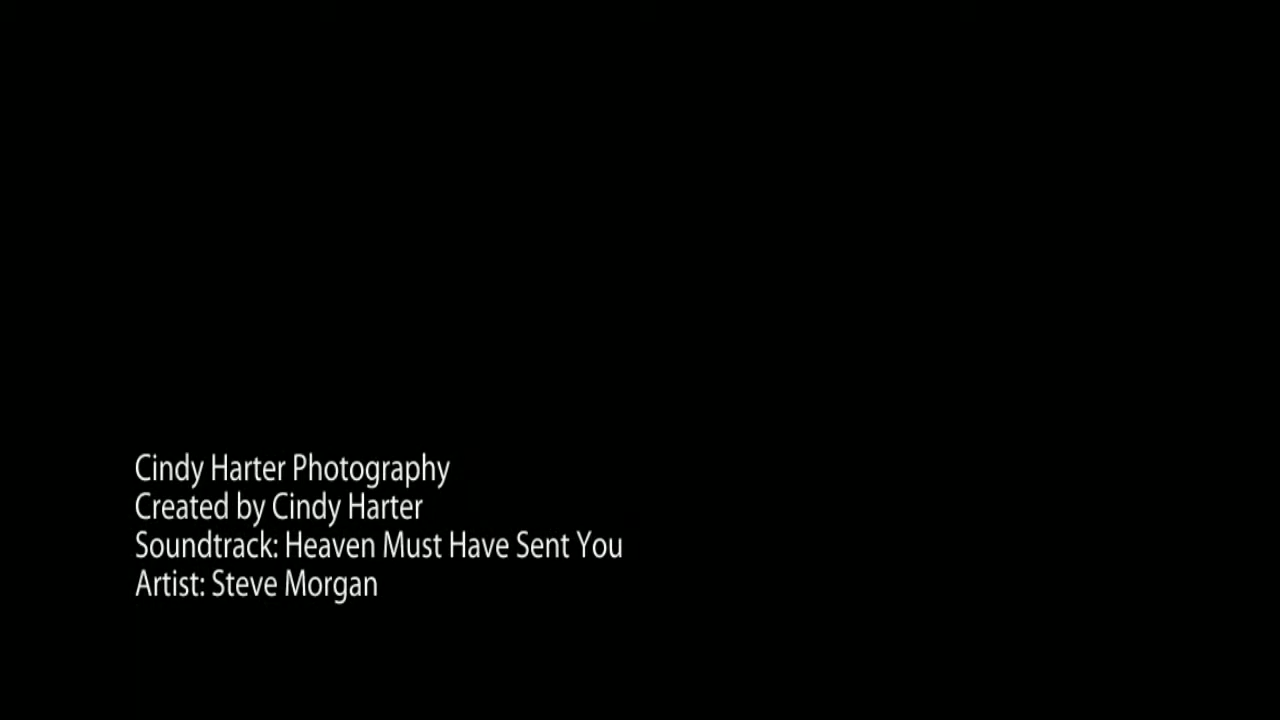 Cindy Harter Photography
Created by Cindy Harter
Soundtrack: Heaven Must Have Sent You
Artist: Steve Morgan